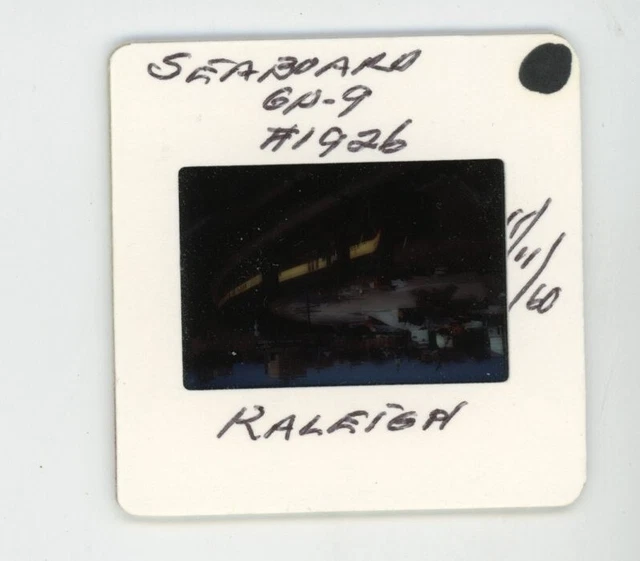 SEABOARD
GP-9
#1926
11/11/60
RALEIGH